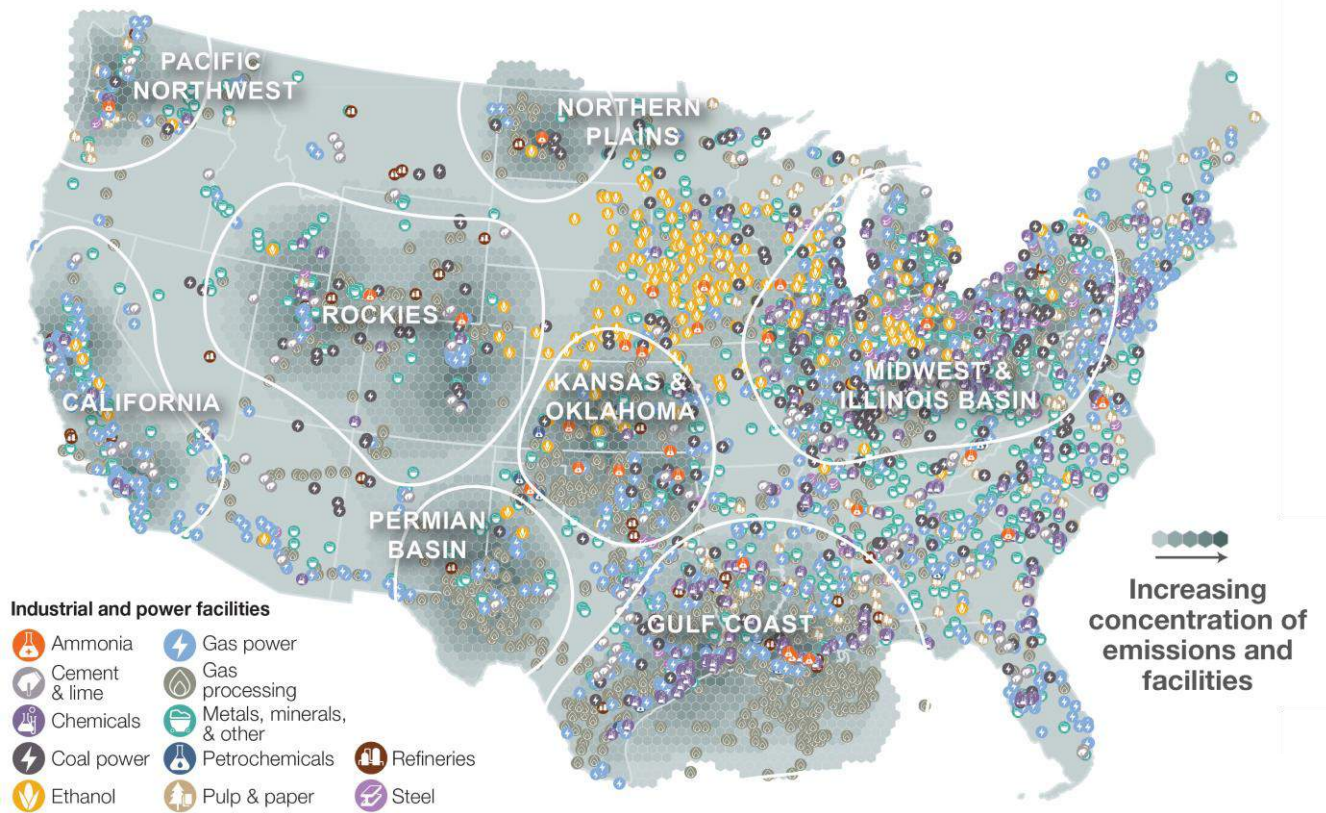 PACIFIC
NORTHWEST
NORTHERN
PLAINS
ROCKIES
CALIFORNIA
KANSAS &
OKLAHOMA
MIDWEST &
ILLINOIS BASIN
PERMIAN
BASIN
GULF COAST
Increasing
concentration of
emissions and
facilities
Industrial and power facilities
Ammonia
Cement
& lime
Chemicals
Coal power
Ethanol
Gas power
Gas
processing
Metals, minerals,
& other
Petrochemicals
Pulp & paper
Refineries
Steel